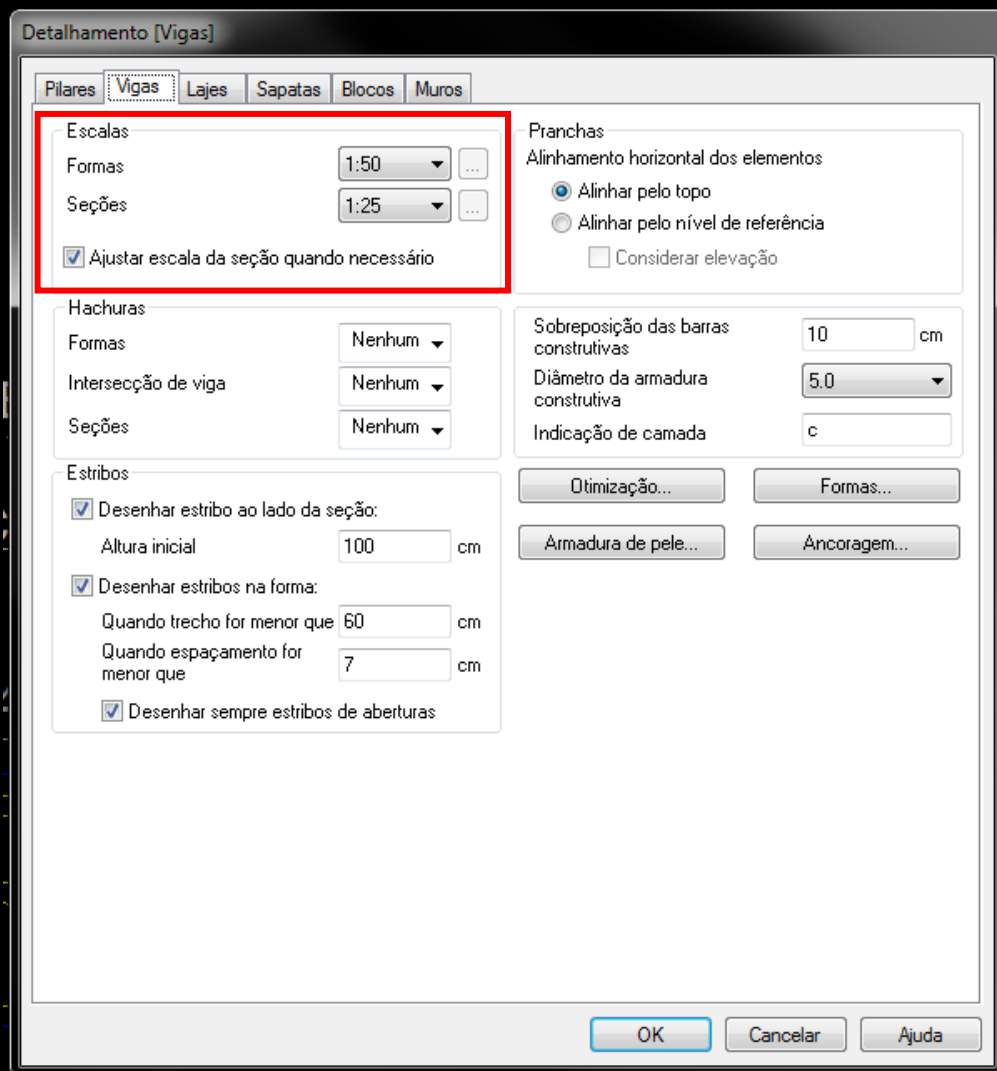 Detalhamento [Vigas]
Pilares Vigas Lajes Sapatas Blocos Muros
Escalas
Formas 1:50 ...
Seções 1:25 ...
Ajustar escala da seção quando necessário
Pranchas
Alinhamento horizontal dos elementos
Alinhar pelo topo
Alinhar pelo nível de referência
Considerar elevação
Hachuras
Formas Nenhum
Intersecção de viga Nenhum
Seções Nenhum
Sobreposição das barras
construtivas 10 cm
Diâmetro da armadura
construtiva 5.0
Indicação de camada c
Estribos
Desenhar estribo ao lado da seção:
Altura inicial 100 cm
Desenhar estribos na forma:
Quando trecho for menor que 60 cm
Quando espaçamento for
menor que 7 cm
Desenhar sempre estribos de aberturas
Otimização... Formas...
Armadura de pele... Ancoragem...
OK Cancelar Ajuda